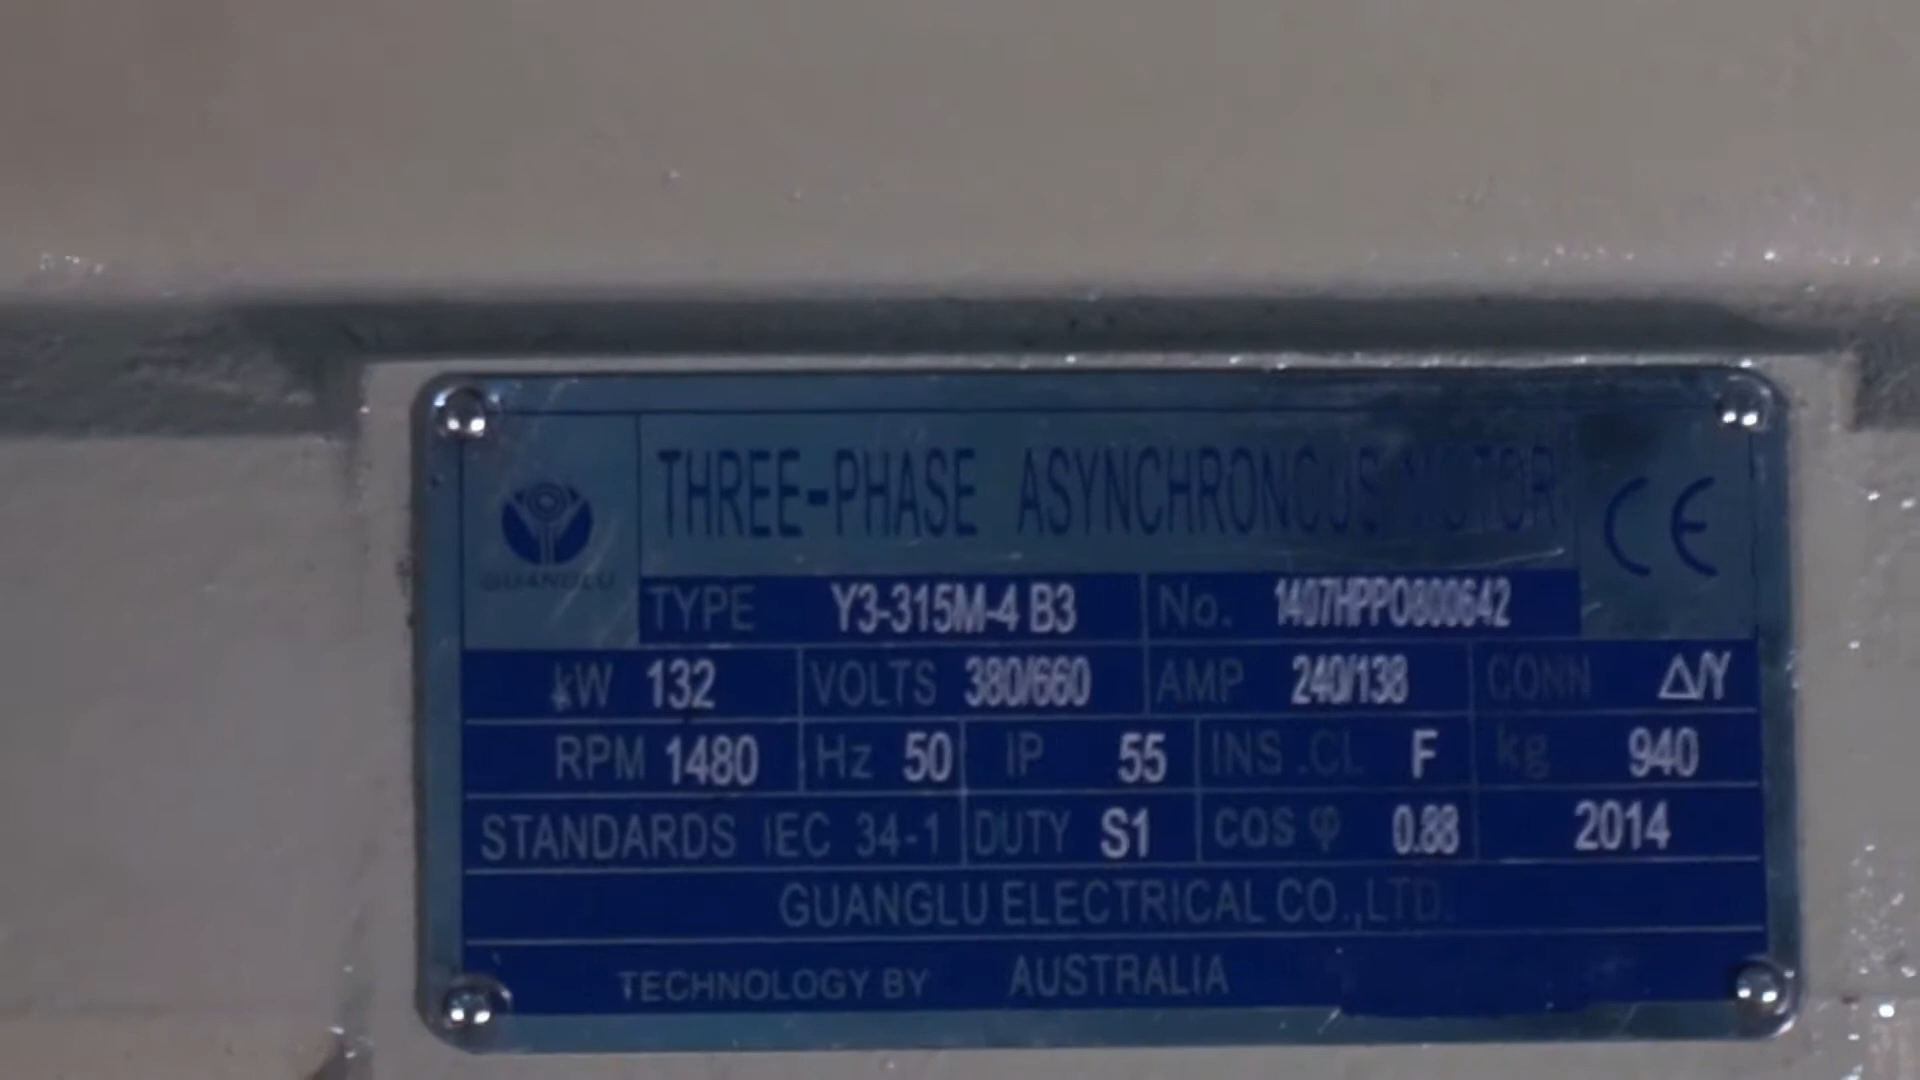 THREE-PHASE ASYNCHRONOUS MOTOR
CE
GUANGLU
TYPE Y3-315M-4 B3 No. 1407HPPO800642
kW 132 VOLTS 380/660 AMP 240/138 CONN △/Y
RPM 1480 Hz 50 IP 55 INS.CL F kg 940
STANDARDS IEC 34-1 DUTY S1 COS φ 0.88 2014
GUANGLU ELECTRICAL CO.,LTD.
TECHNOLOGY BY AUSTRALIA